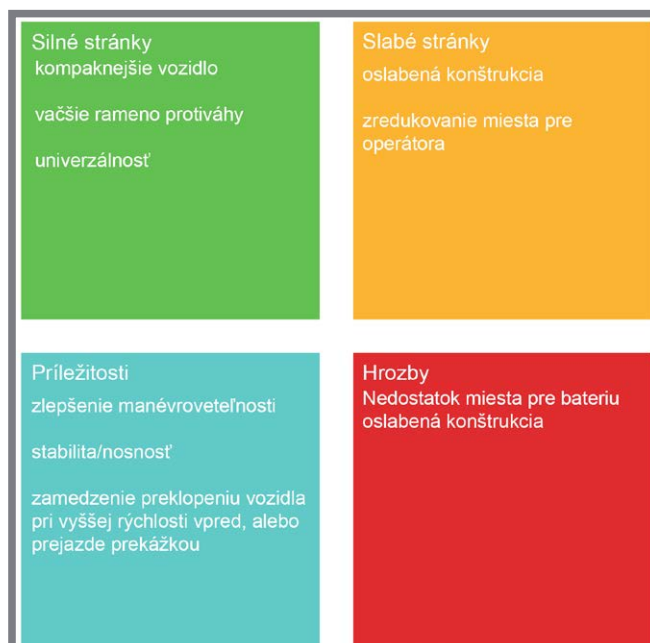 Silné stránky
kompaknejšie vozidlo
vačšie rameno protiváhy
univerzálnosť
Slabé stránky
oslabená konštrukcia
zredukovanie miesta pre
operátora
Príležitosti
zlepšenie manévroveteľnosti
stabilita/nosnosť
zamedzenie preklopeniu vozidla
pri vyššej rýchlosti vpred, alebo
prejazde prekážkou
Hrozby
Nedostatok miesta pre bateriu
oslabená konštrukcia